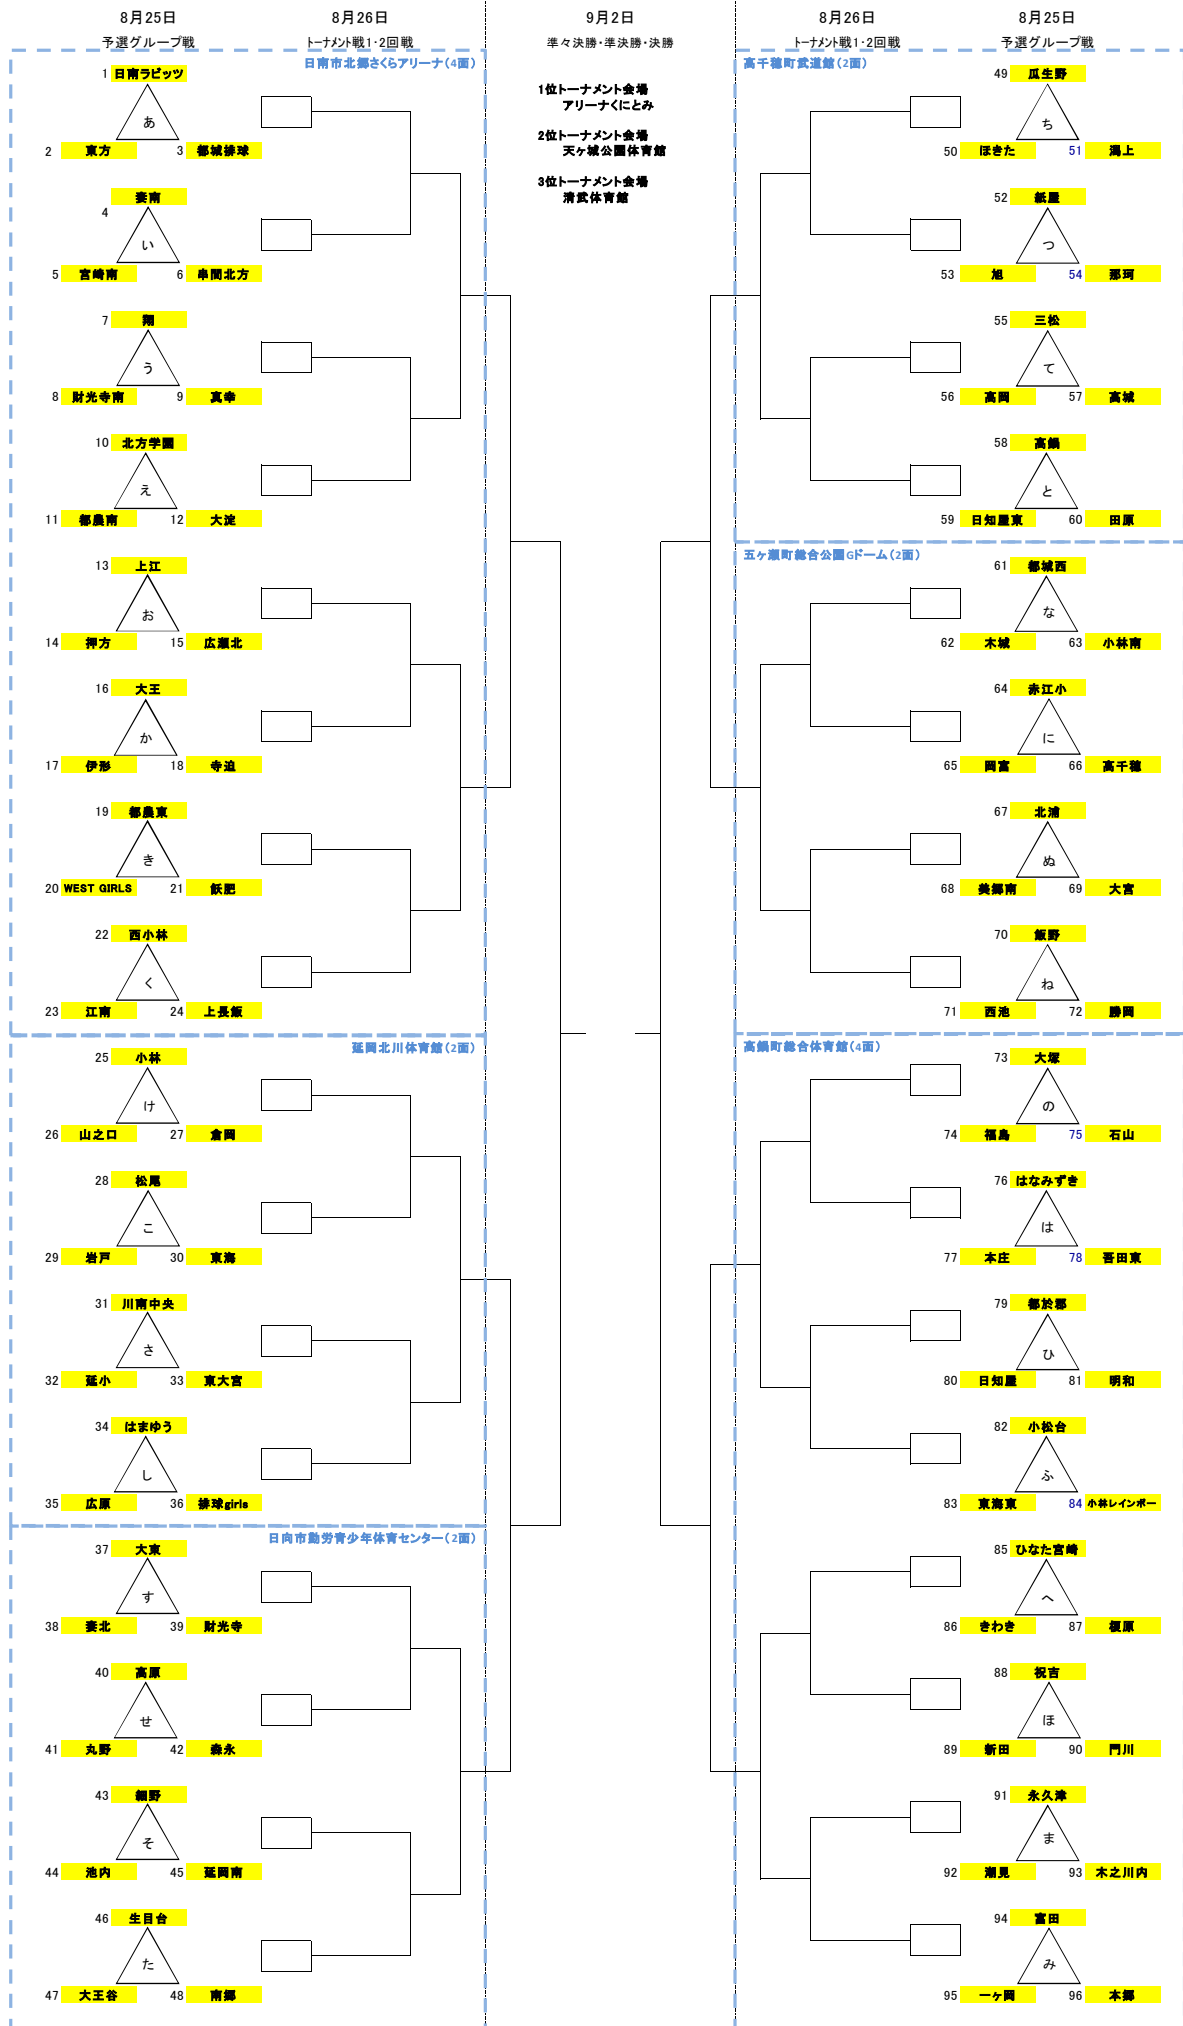 8月25日 8月26日 9月2日 8月26日 8月25日
予選グループ戦 トーナメント戦1・2回戦 準々決勝・準決勝・決勝 トーナメント戦1・2回戦 予選グループ戦
1位トーナメント会場
アリーナくにとみ
2位トーナメント会場
天ヶ城公園体育館
3位トーナメント会場
清武体育館
日南市北郷さくらアリーナ(4面)
1 日南ラビッツ
あ
2 東方 3 都城排球
4 妻南
い
5 宮崎南 6 串間北方
7 翔
う
8 財光寺南 9 真幸
10 北方学園
え
11 都農南 12 大淀
13 上江
お
14 押方 15 広瀬北
16 大王
か
17 伊形 18 寺迫
19 都農東
き
20 WEST GIRLS 21 飫肥
22 西小林
く
23 江南 24 上長飯
延岡北川体育館(2面)
25 小林
け
26 山之口 27 倉岡
28 松尾
こ
29 岩戸 30 東海
31 川南中央
さ
32 延小 33 東大宮
34 はまゆう
し
35 広原 36 排球girls
日向市勤労青少年体育センター(2面)
37 大東
す
38 妻北 39 財光寺
40 高原
せ
41 丸野 42 森永
43 細野
そ
44 池内 45 延岡南
46 生目台
た
47 大王谷 48 南郷
高千穂町武道館(2面)
49 瓜生野
ち
50 ほきた 51 潟上
52 紙屋
つ
53 旭 54 那珂
55 三松
て
56 高岡 57 高城
58 高鍋
と
59 日知屋東 60 田原
五ヶ瀬町総合公園Gドーム(2面)
61 都城西
な
62 木城 63 小林南
64 赤江小
に
65 岡富 66 高千穂
67 北浦
ぬ
68 美郷南 69 大宮
70 飯野
ね
71 西池 72 勝岡
高鍋町総合体育館(4面)
73 大塚
の
74 福島 75 石山
76 はなみずき
は
77 本庄 78 吾田東
79 都於郡
ひ
80 日知屋 81 明和
82 小松台
ふ
83 東海東 84 小林レインボー
85 ひなた宮崎
へ
86 きわき 87 榎原
88 祝吉
ほ
89 新田 90 門川
91 永久津
ま
92 潮見 93 木之川内
94 富田
み
95 一ヶ岡 96 本郷